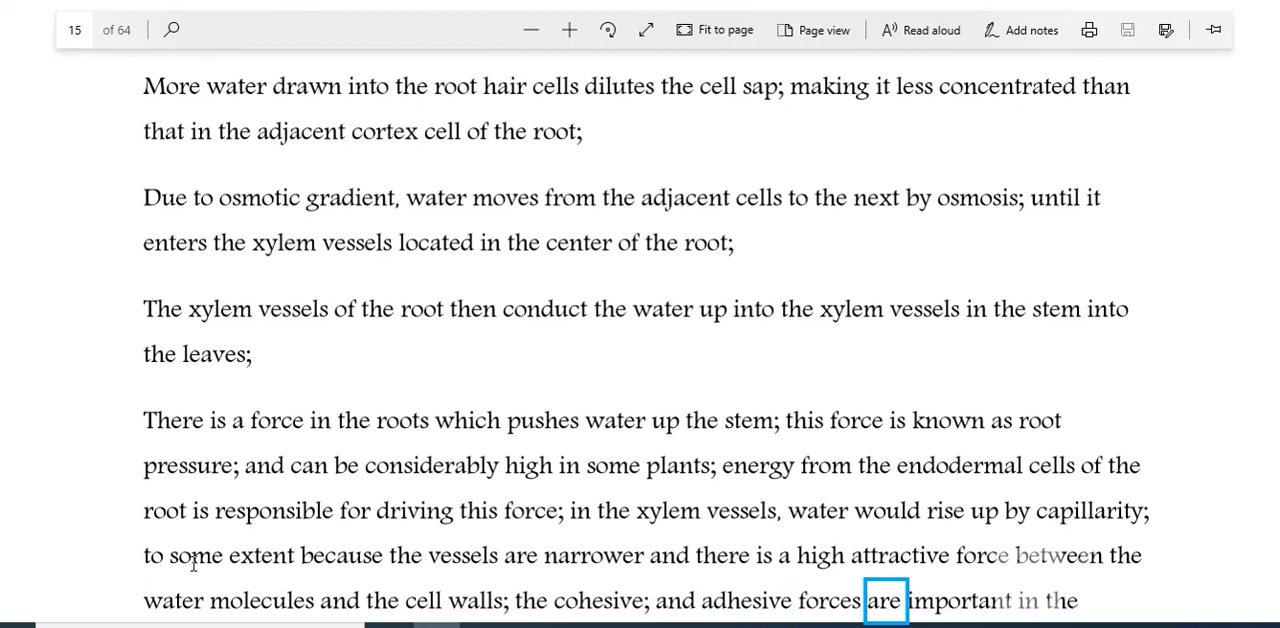 15 of 64 Fit to page Page view Read aloud Add notes
More water drawn into the root hair cells dilutes the cell sap; making it less concentrated than
that in the adjacent cortex cell of the root;
Due to osmotic gradient, water moves from the adjacent cells to the next by osmosis; until it
enters the xylem vessels located in the center of the root;
The xylem vessels of the root then conduct the water up into the xylem vessels in the stem into
the leaves;
There is a force in the roots which pushes water up the stem; this force is known as root
pressure; and can be considerably high in some plants; energy from the endodermal cells of the
root is responsible for driving this force; in the xylem vessels, water would rise up by capillarity;
to some extent because the vessels are narrower and there is a high attractive force between the
water molecules and the cell walls; the cohesive; and adhesive forces are important in the